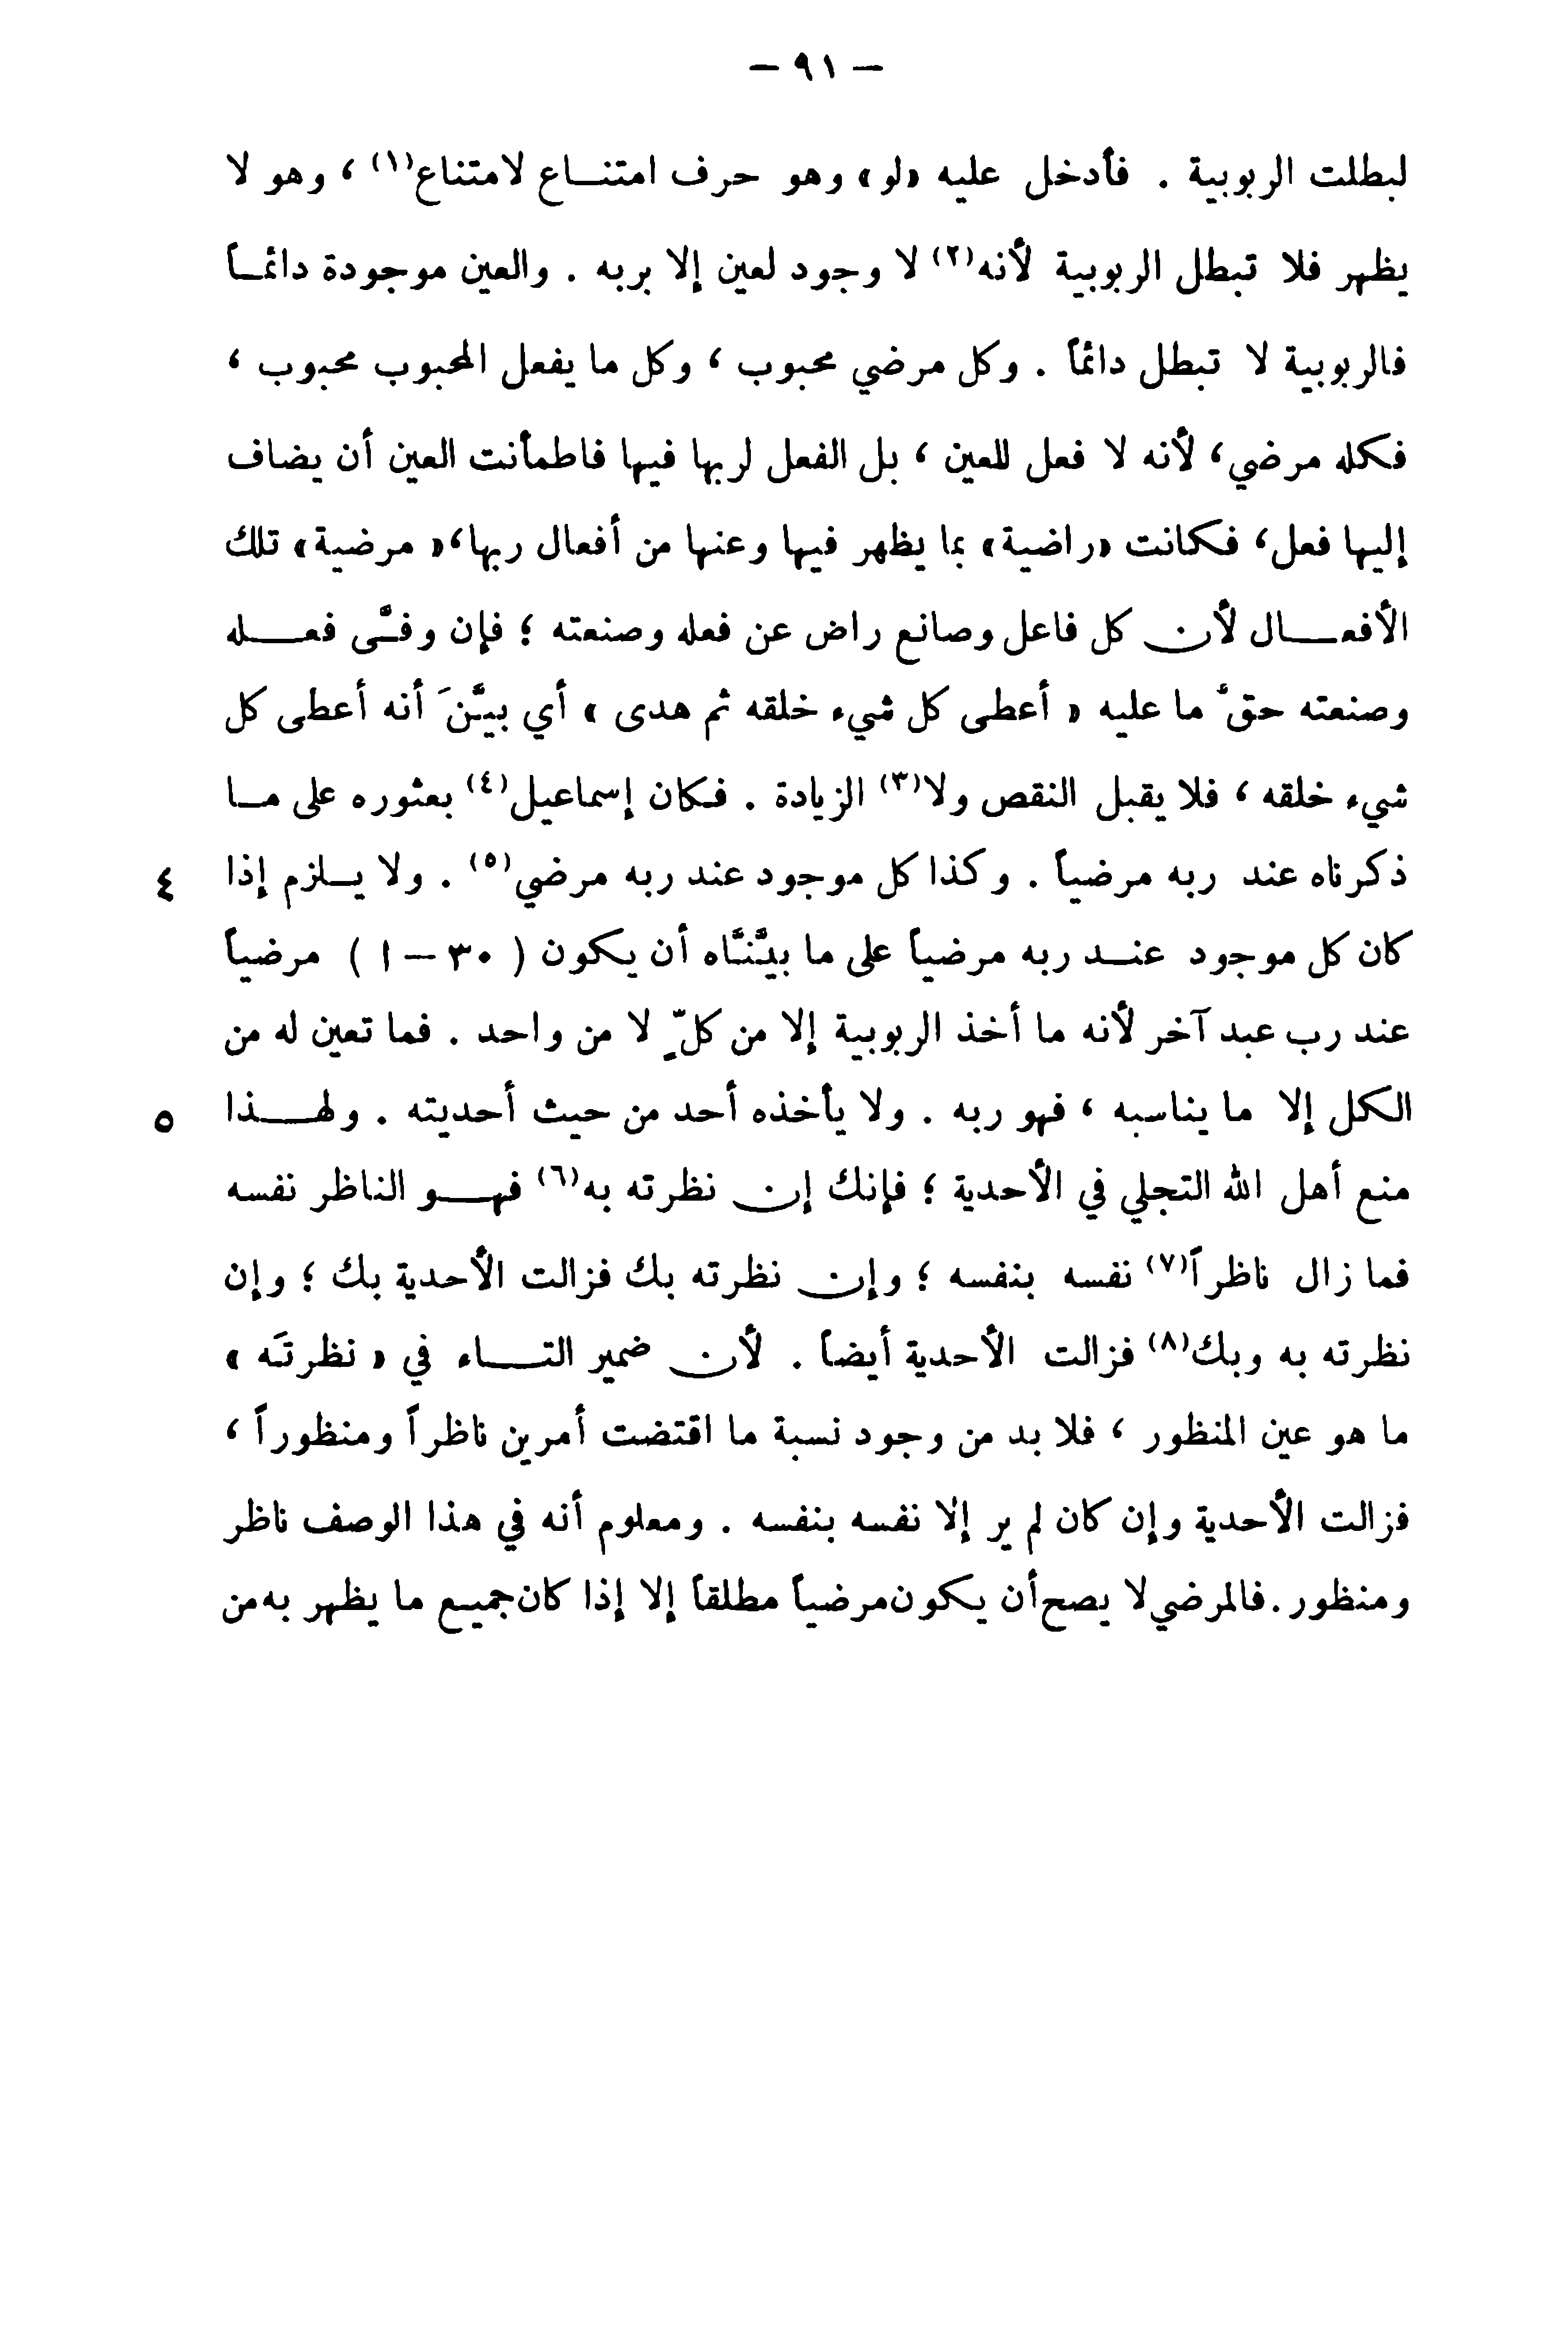 — ٩١ —
لبطلت الربوبية . فأدخل عليه «لو» وهو حرف امتنـــاع لامتناع(١) ، وهو لا
يظهر فلا تبطل الربوبية لأنه(٢) لا وجود لعين إلا بربه . والعين موجودة دائمـاً
فالربوبية لا تبطل دائماً . وكل مرضي محبوب ، وكل ما يفعل المحبوب محبوب ،
فكله مرضي، لأنه لا فعل للعين ، بل الفعل لربها فيها فاطمأنت العين أن يضاف
إليها فعل، فكانت «راضية» بما يظهر فيها وعنها من أفعال ربها،« مرضية» تلك
الأفعـــال لأن كل فاعل وصانع راض عن فعله وصنعته ؛ فإن وفَّى فعـــله
وصنعته حقُ ما عليه « أعطى كل شيء خلقه ثم هدى » أي بيَّنَ أنه أعطى كل
شيء خلقه ، فلا يقبل النقص ولا(٣) الزيادة . فكان إسماعيل(٤) بعثوره على مـا
ذكرناه عند ربه مرضياً . وكذا كل موجود عند ربه مرضي(٥) . ولا يـلزم إذا ٤
كان كل موجود عنـد ربه مرضياً على ما بيَّنَّاه أن يكون ( ٣٠ – ا ) مرضياً
عند رب عبد آخر لأنه ما أخذ الربوبية إلا من كلٍّ لا من واحد . فما تعين له من
الكل إلا ما يناسبه ، فهو ربه . ولا يأخذه أحد من حيث أحديته . ولهـــذا ٥
منع أهل الله التجلي في الأحدية ؛ فإنك إن نظرته به(٦) فهـــو الناظر نفسه
فما زال ناظراً(٧) نفسه بنفسه ؛ وإن نظرته بك فزالت الأحدية بك ؛ وإن
نظرته به وبك(٨) فزالت الأحدية أيضاً . لأن ضمير التـــاء في « نظرتَه »
ما هو عين المنظور ، فلا بد من وجود نسبة ما اقتضت أمرين ناظراً ومنظوراً ،
فزالت الأحدية وإن كان لم ير إلا نفسه بنفسه . ومعلوم أنه في هذا الوصف ناظر
ومنظور. فالمرضي لا يصح أن يكون مرضياً مطلقاً إلا إذا كان جميع ما يظهر به من